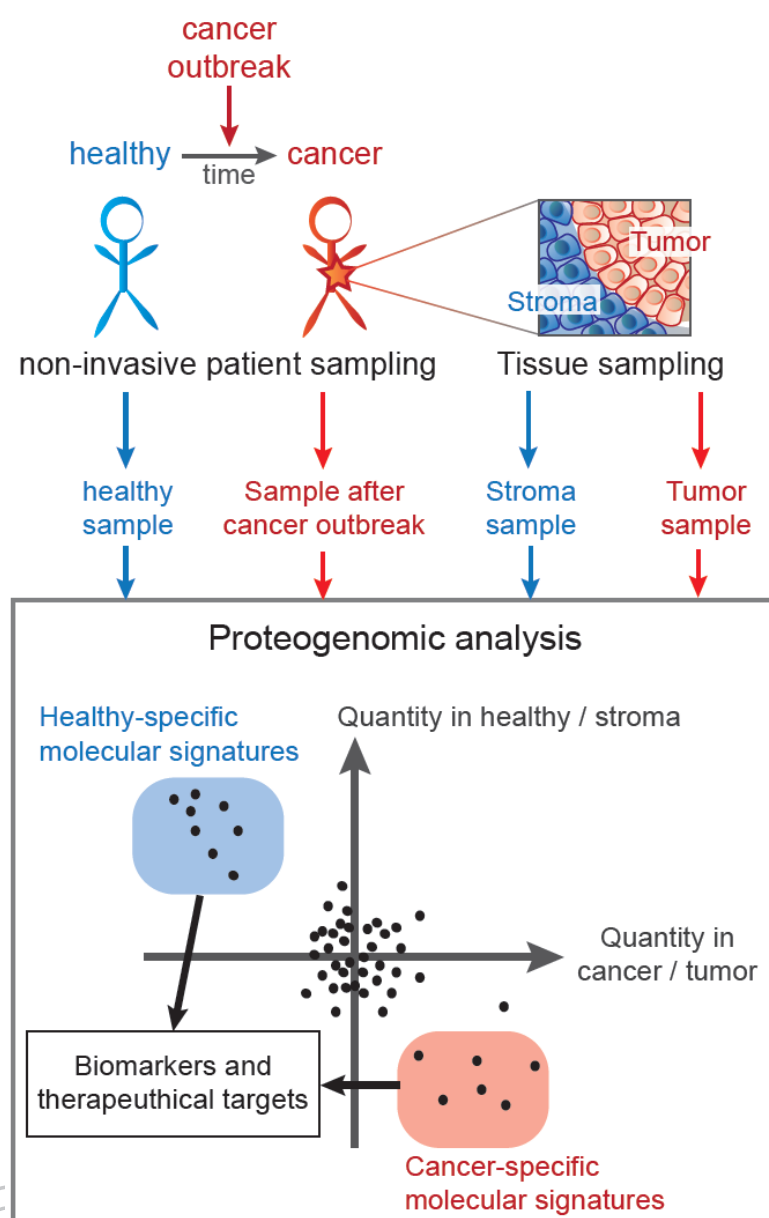 cancer
outbreak
healthy
time
cancer
Tumor
Stroma
non-invasive patient sampling
Tissue sampling
healthy
sample
Sample after
cancer outbreak
Stroma
sample
Tumor
sample
Proteogenomic analysis
Healthy-specific
molecular signatures
Quantity in healthy / stroma
Quantity in
cancer / tumor
Biomarkers and
therapeuthical targets
Cancer-specific
molecular signatures